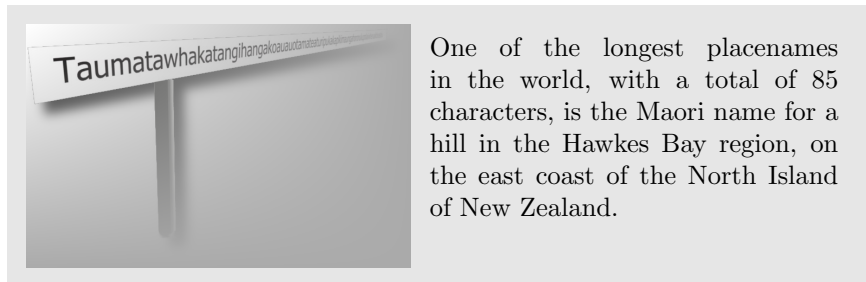 One of the longest placenames
in the world, with a total of 85
characters, is the Maori name for a
hill in the Hawkes Bay region, on
the east coast of the North Island
of New Zealand.